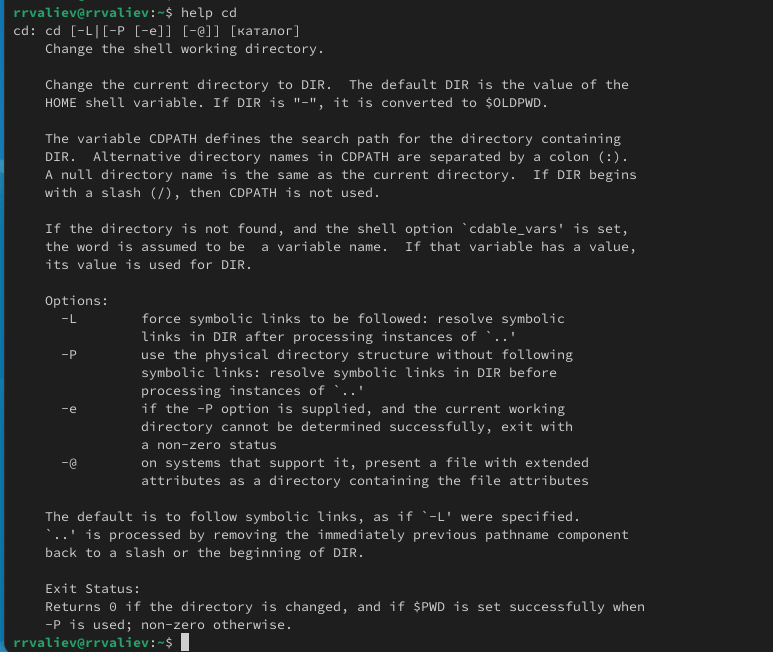 rrvaliev@rrvaliev:~$ help cd
cd: cd [-L|[-P [-e]] [-@]] [каталог]
    Change the shell working directory.

    Change the current directory to DIR.  The default DIR is the value of the
    HOME shell variable. If DIR is "-", it is converted to $OLDPWD.

    The variable CDPATH defines the search path for the directory containing
    DIR.  Alternative directory names in CDPATH are separated by a colon (:).
    A null directory name is the same as the current directory.  If DIR begins
    with a slash (/), then CDPATH is not used.

    If the directory is not found, and the shell option `cdable_vars' is set,
    the word is assumed to be  a variable name.  If that variable has a value,
    its value is used for DIR.

    Options:
      -L        force symbolic links to be followed: resolve symbolic
                links in DIR after processing instances of `..'
      -P        use the physical directory structure without following
                symbolic links: resolve symbolic links in DIR before
                processing instances of `..'
      -e        if the -P option is supplied, and the current working
                directory cannot be determined successfully, exit with
                a non-zero status
      -@        on systems that support it, present a file with extended
                attributes as a directory containing the file attributes

    The default is to follow symbolic links, as if `-L' were specified.
    `..' is processed by removing the immediately previous pathname component
    back to a slash or the beginning of DIR.

    Exit Status:
    Returns 0 if the directory is changed, and if $PWD is set successfully when
    -P is used; non-zero otherwise.
rrvaliev@rrvaliev:~$